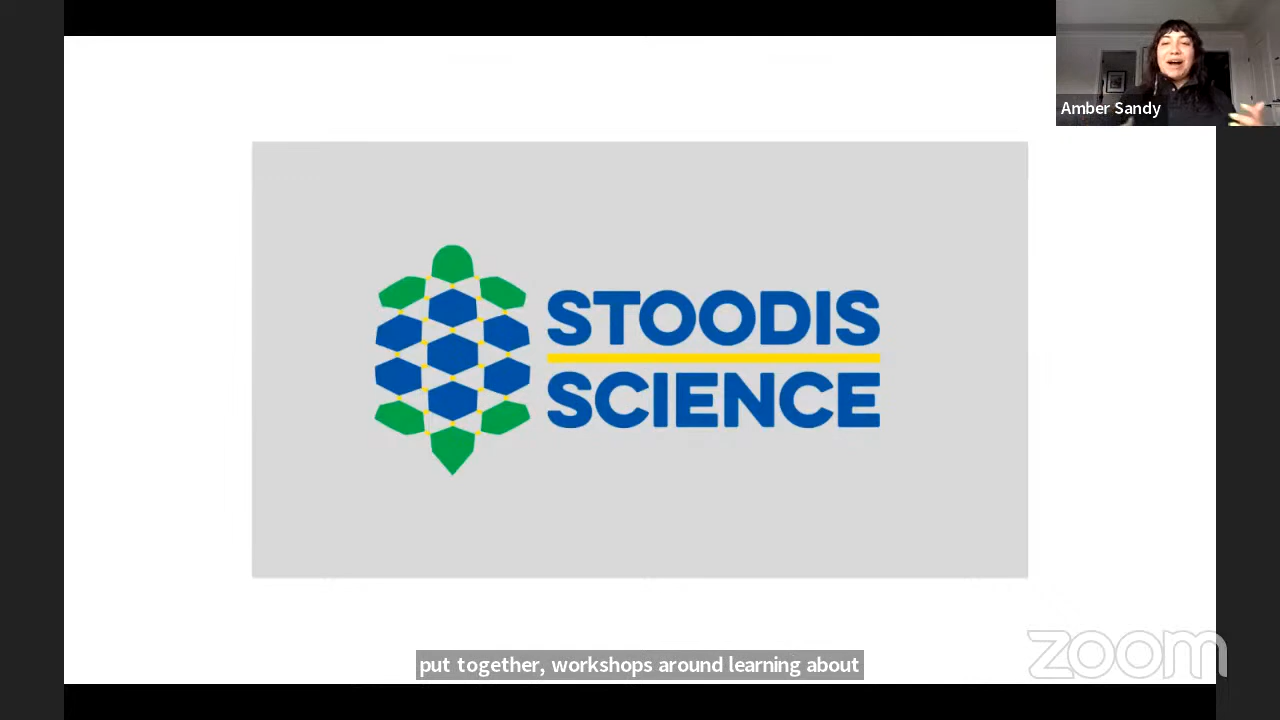 Amber Sandy
STOODIS
SCIENCE
put together, workshops around learning about
zoom